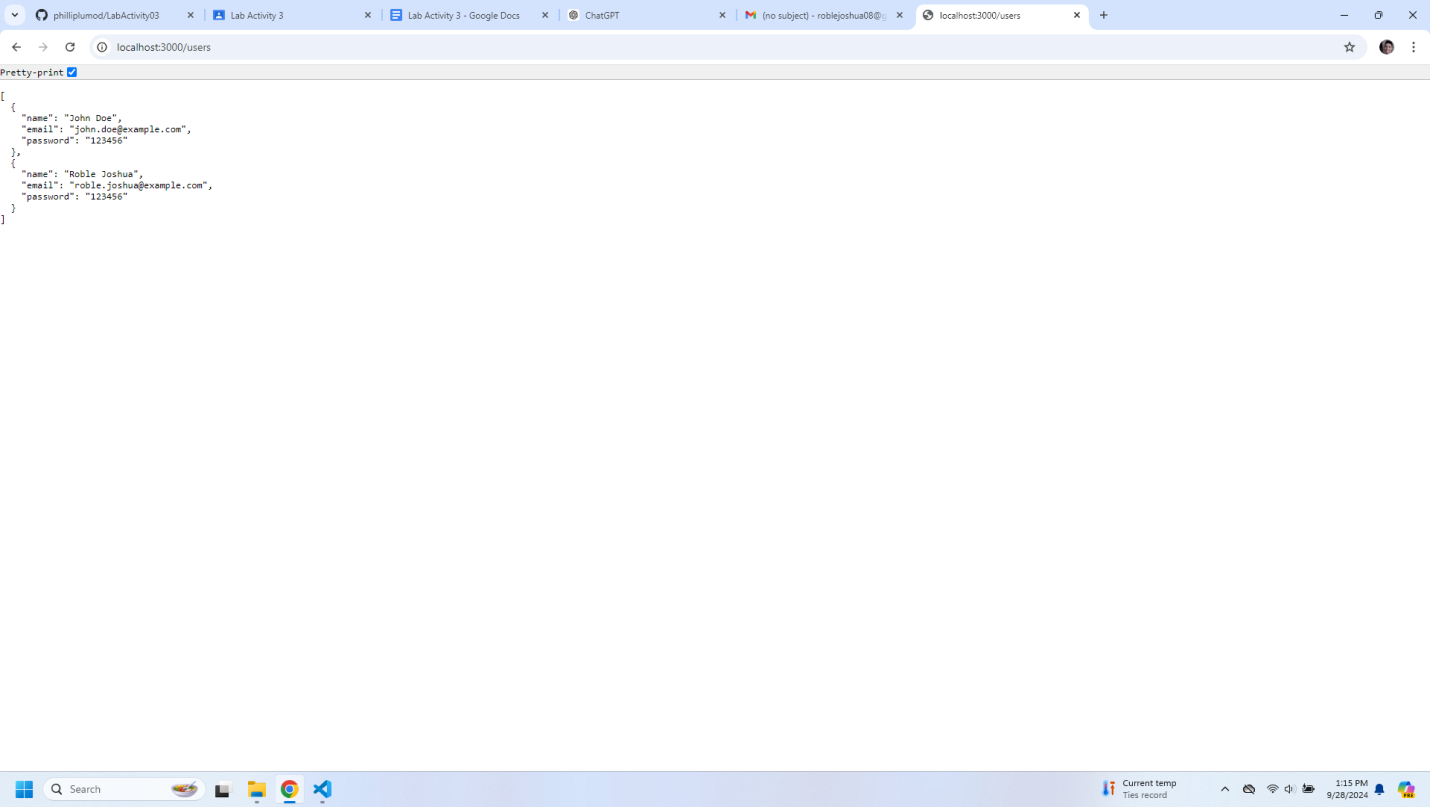 philliplumod/LabActivity03
Lab Activity 3
Lab Activity 3 - Google Docs
ChatGPT
(no subject) - roblejoshua08@g
localhost:3000/users
localhost:3000/users
Pretty-print
[
  {
    "name": "John Doe",
    "email": "john.doe@example.com",
    "password": "123456"
  },
  {
    "name": "Roble Joshua",
    "email": "roble.joshua@example.com",
    "password": "123456"
  }
]
Search
Current temp
Ties record
1:15 PM
9/28/2024
PRE